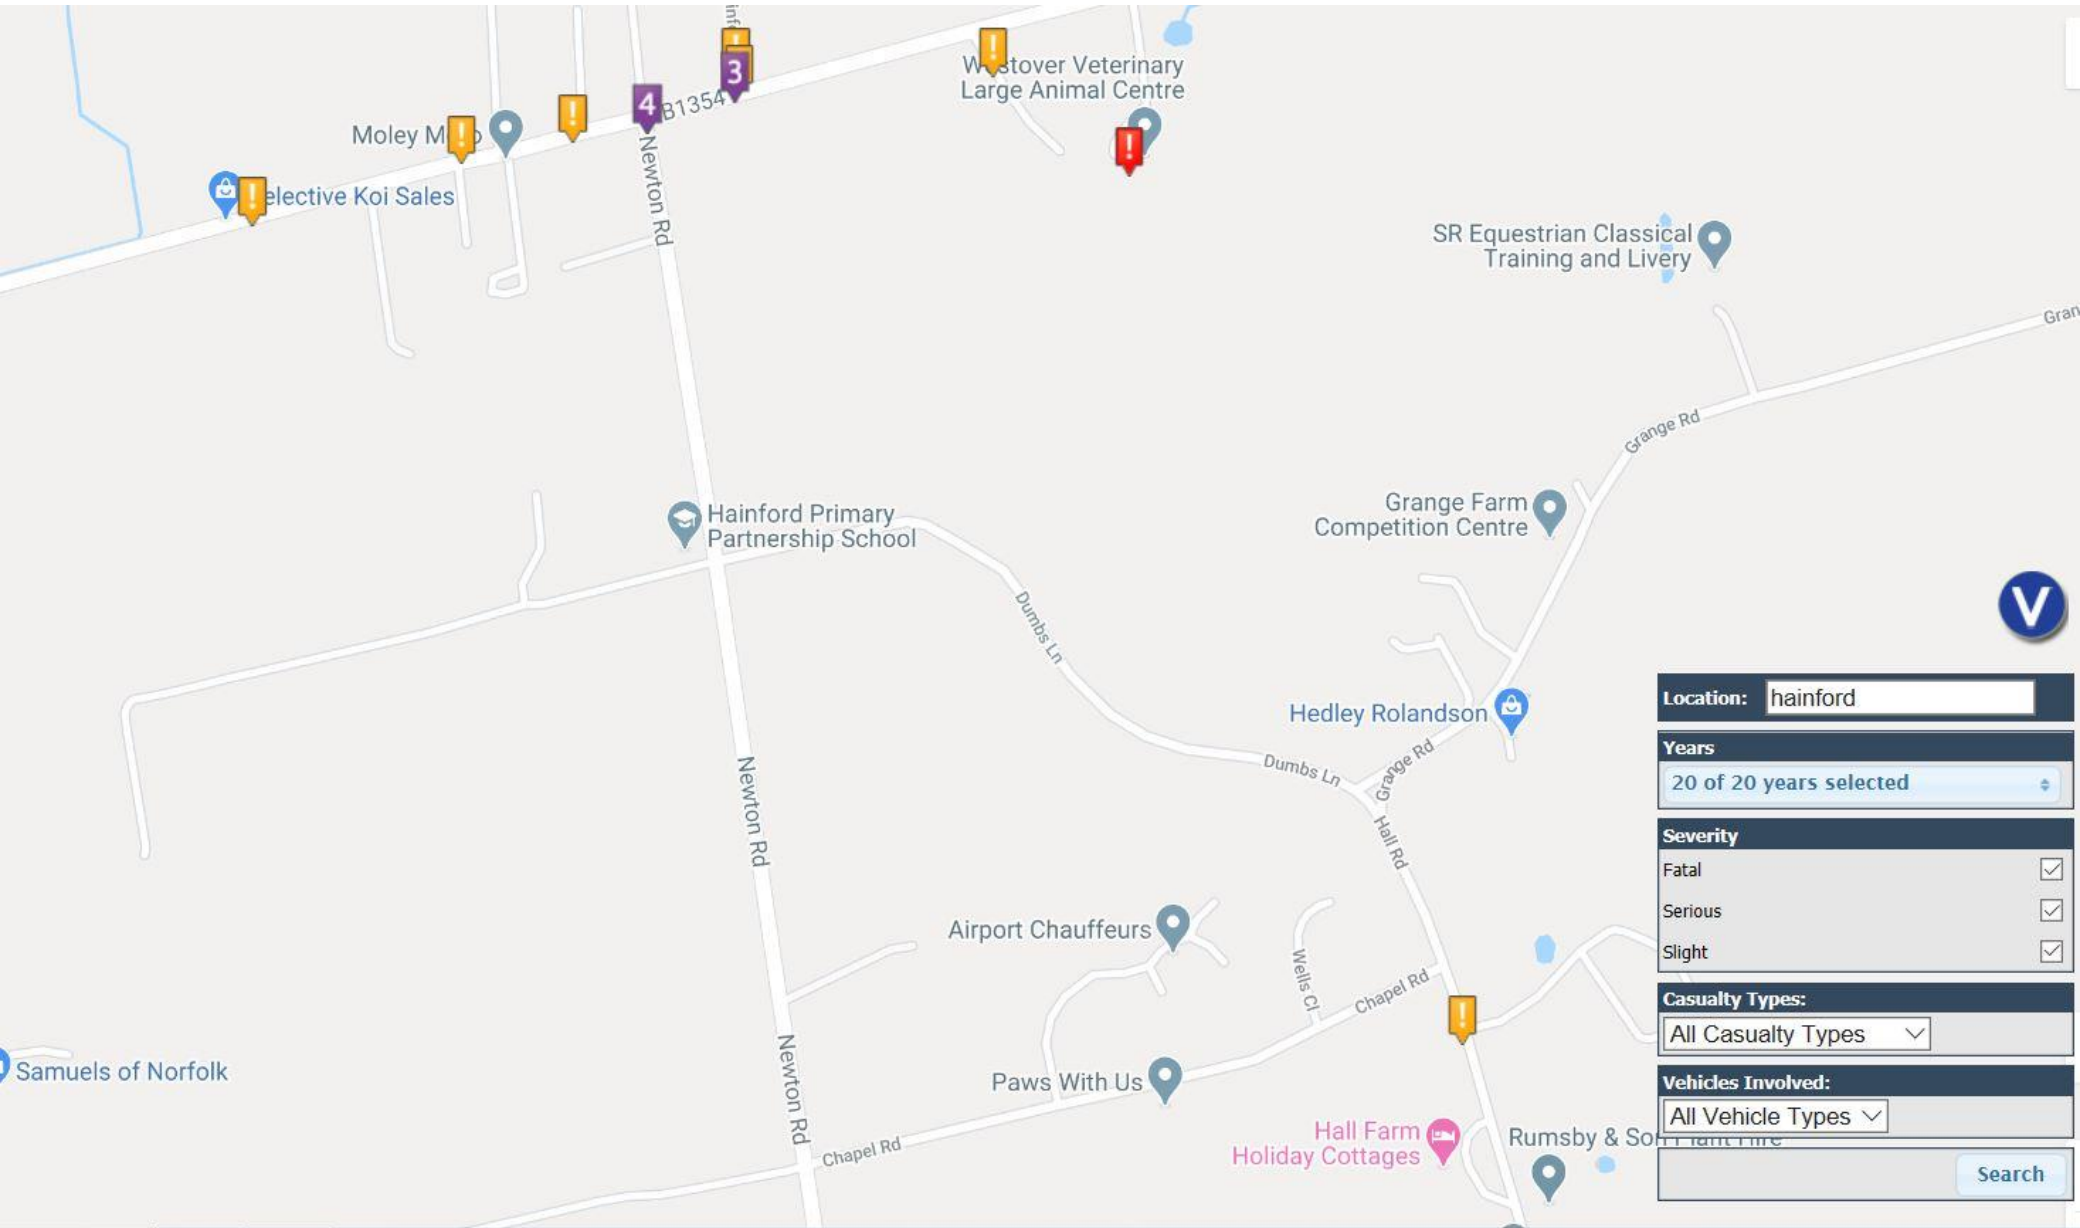 inf
!
!
3
4
B1354
!
!
!
!
Moley M
elective Koi Sales
Westover Veterinary
Large Animal Centre
!
Newton Rd
SR Equestrian Classical
Training and Livery
Gran
Grange Rd
Grange Farm
Competition Centre
Hainford Primary
Partnership School
Dumbs Ln
V
Hedley Rolandson
Dumbs Ln
Grange Rd
Hall Rd
Newton Rd
Airport Chauffeurs
Wells Cl
Chapel Rd
!
Samuels of Norfolk
Newton Rd
Paws With Us
Chapel Rd
Hall Farm
Holiday Cottages
Rumsby & Son Plant Hire
Location: hainford
Years
20 of 20 years selected
Severity
Fatal
Serious
Slight
Casualty Types:
All Casualty Types
Vehicles Involved:
All Vehicle Types
Search